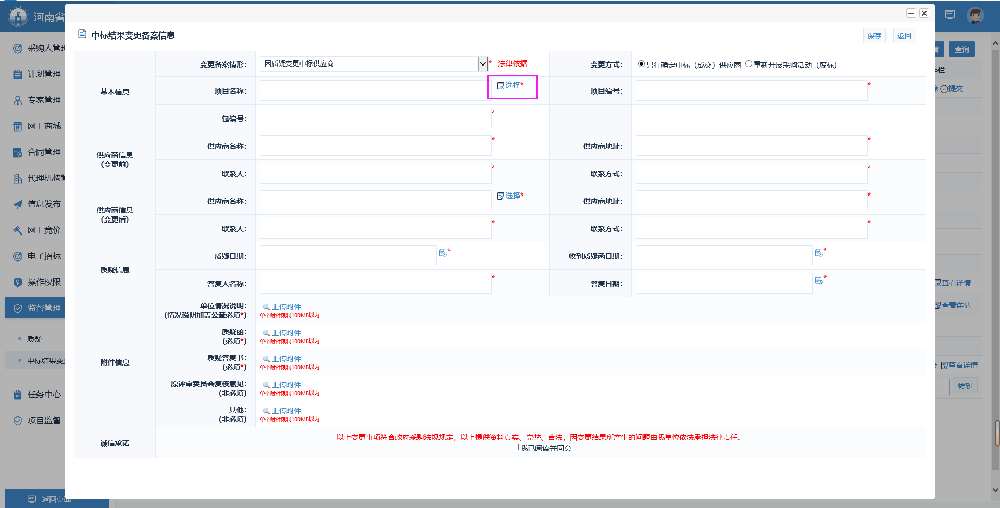 河南省
中标结果变更备案信息
保存 返回
采购人管理
计划管理
专家管理
网上商城
合同管理
代理机构管
信息发布
网上竞价
电子招标
操作权限
监督管理
质疑
中标结果变更
任务中心
项目监督
返回桌面
基本信息
变更备案情形：
因质疑变更中标供应商
* 法律依据
变更方式：
另行确定中标（成交）供应商 重新开展采购活动（废标）
项目名称：
选择*
项目编号：
*
包编号：
*
供应商信息
(变更前)
供应商名称：
*
供应商地址：
*
联系人：
*
联系方式：
*
供应商信息
(变更后)
供应商名称：
选择*
供应商地址：
*
联系人：
*
联系方式：
*
质疑信息
质疑日期：
*
收到质疑函日期：
*
答复人名称：
*
答复日期：
*
附件信息
单位情况说明：
(情况说明加盖公章必填*)
上传附件
单个附件限制100MB以内
质疑函：
(必填*)
上传附件
单个附件限制100MB以内
质疑答复书：
(必填*)
上传附件
单个附件限制100MB以内
原评审委员会复核意见：
(非必填)
上传附件
单个附件限制100MB以内
其他：
(非必填)
上传附件
单个附件限制100MB以内
诚信承诺
以上变更事项符合政府采购法规规定，以上提供资料真实、完整、合法，因变更结果所产生的问题由我单位依法承担法律责任。
我已阅读并同意
增 查询
栏
提交
查看详情
查看详情
交 查看详情
转到